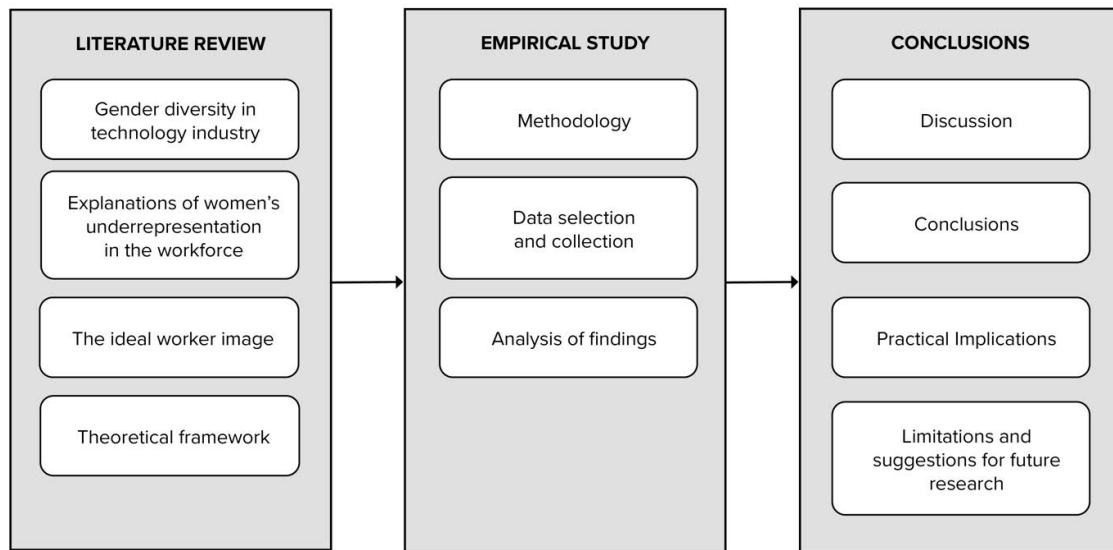 LITERATURE REVIEW
Gender diversity in
technology industry
Explanations of women’s
underrepresentation
in the workforce
The ideal worker image
Theoretical framework
EMPIRICAL STUDY
Methodology
Data selection
and collection
Analysis of findings
CONCLUSIONS
Discussion
Conclusions
Practical Implications
Limitations and
suggestions for future
research